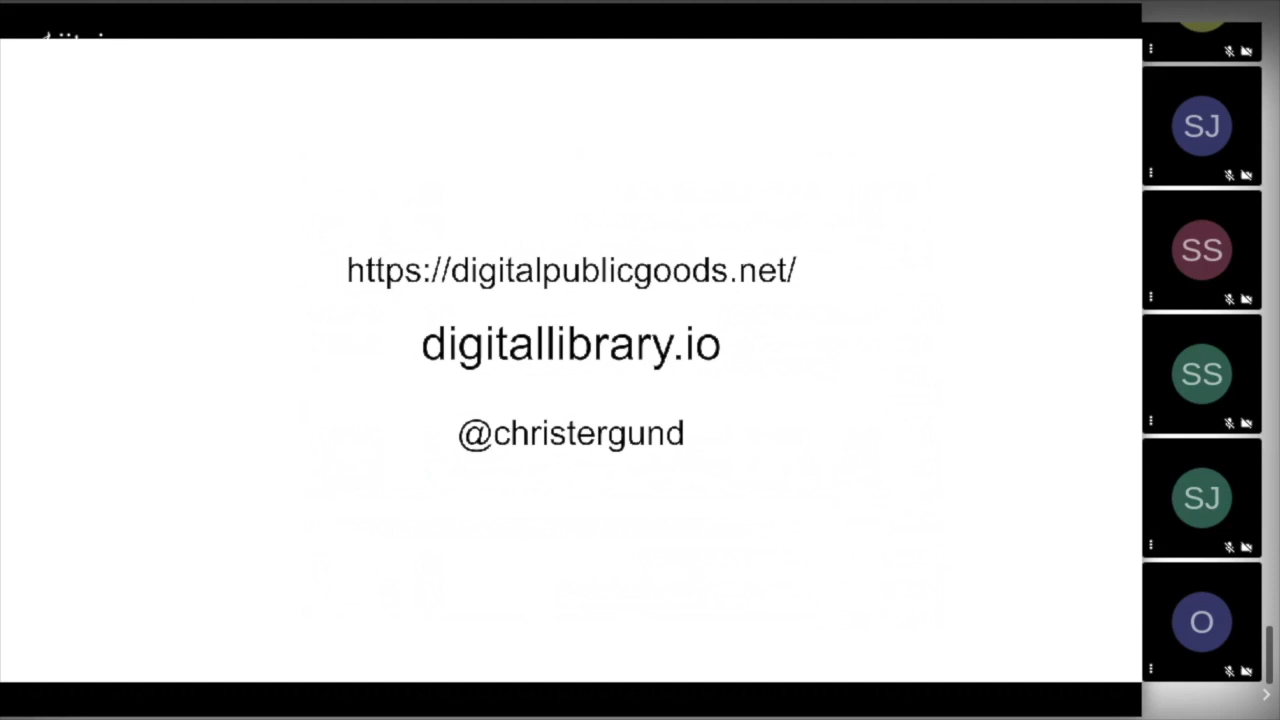 https://digitalpublicgoods.net/
digitallibrary.io
@christergund
SJ
SS
SS
SJ
O